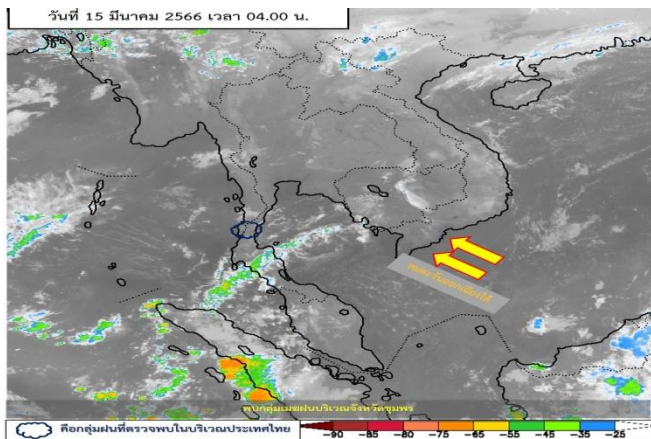 วันที่ 15 มีนาคม 2566 เวลา 04.00 น.
ลมตะวันออกเฉียงใต้
พบกลุ่มเมฆฝนบริเวณจังหวัดชุมพร
คือกลุ่มฝนที่ตรวจพบในบริเวณประเทศไทย
-90 -85 -80 -75 -65 -55 -45 -35 -25